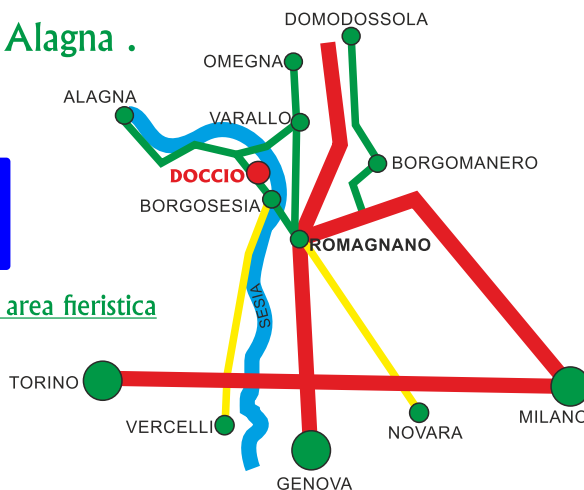 Alagna .
DOMODOSSOLA
OMEGNA
ALAGNA
VARALLO
BORGOMANERO
DOCCIO
BORGOSESIA
ROMAGNANO
SESIA
area fieristica
TORINO
MILANO
VERCELLI
NOVARA
GENOVA